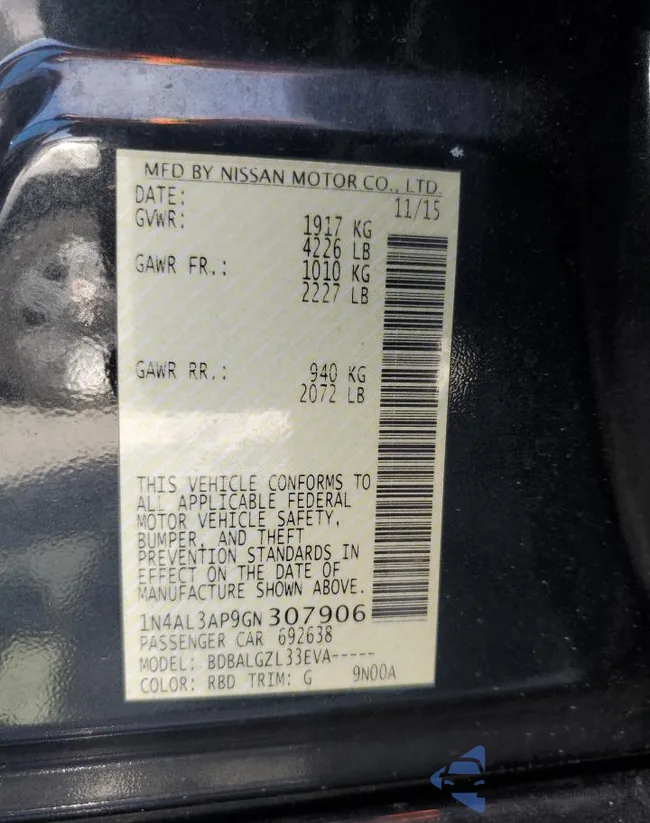 MFD BY NISSAN MOTOR CO., LTD.
DATE: 11/15
GVWR: 1917 KG
4226 LB
GAWR FR.: 1010 KG
2227 LB
GAWR RR.: 940 KG
2072 LB
THIS VEHICLE CONFORMS TO
ALL APPLICABLE FEDERAL
MOTOR VEHICLE SAFETY,
BUMPER, AND THEFT
PREVENTION STANDARDS IN
EFFECT ON THE DATE OF
MANUFACTURE SHOWN ABOVE.
1N4AL3AP9GN307906
PASSENGER CAR 692638
MODEL: BDBALGZL33EVA-----
COLOR: RBD TRIM: G 9N00A